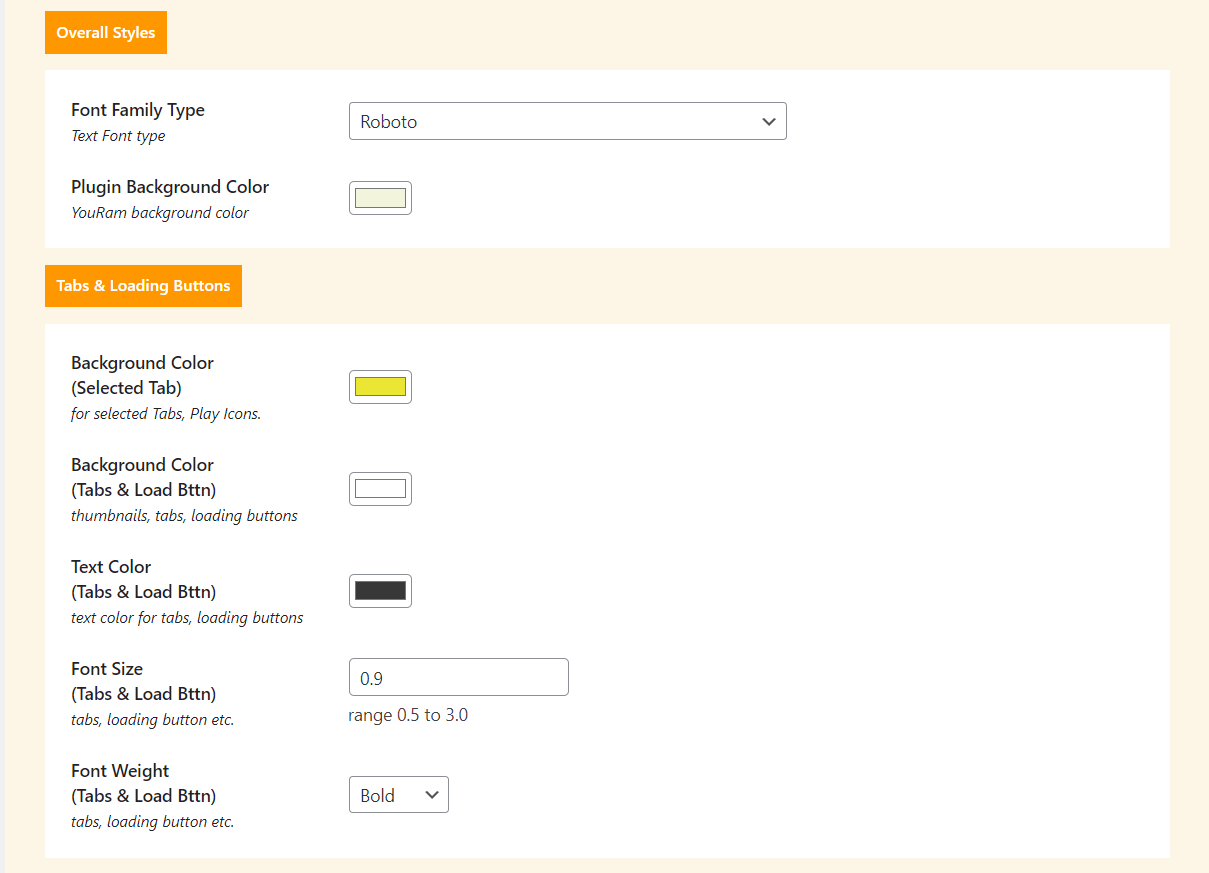 Overall Styles
Font Family Type
Text Font type
Roboto
Plugin Background Color
YouRam background color
Tabs & Loading Buttons
Background Color
(Selected Tab)
for selected Tabs, Play Icons.
Background Color
(Tabs & Load Bttn)
thumbnails, tabs, loading buttons
Text Color
(Tabs & Load Bttn)
text color for tabs, loading buttons
Font Size
(Tabs & Load Bttn)
tabs, loading button etc.
0.9
range 0.5 to 3.0
Font Weight
(Tabs & Load Bttn)
tabs, loading button etc.
Bold